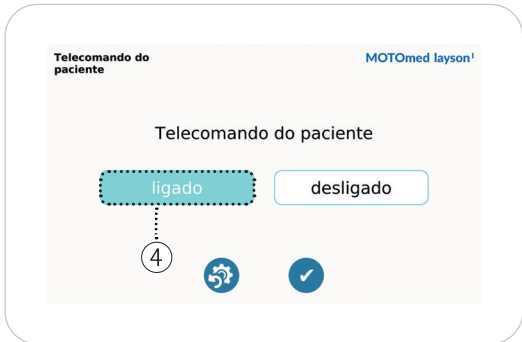 Telecomando do
paciente
MOTOmed layson
Telecomando do paciente
ligado
desligado
4